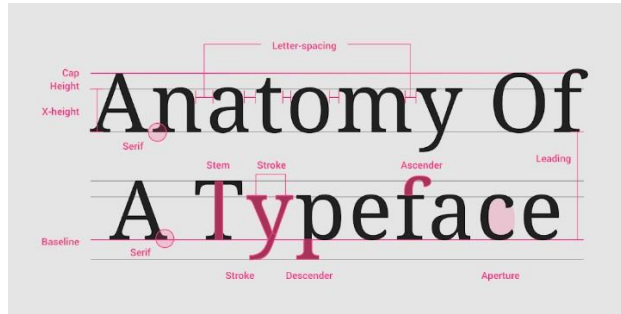 Letter-spacing
Cap
Height
X-height
Anatomy Of
Serif
Stem
Stroke
Ascender
Leading
A Typeface
Baseline
Serif
Stroke
Descender
Aperture